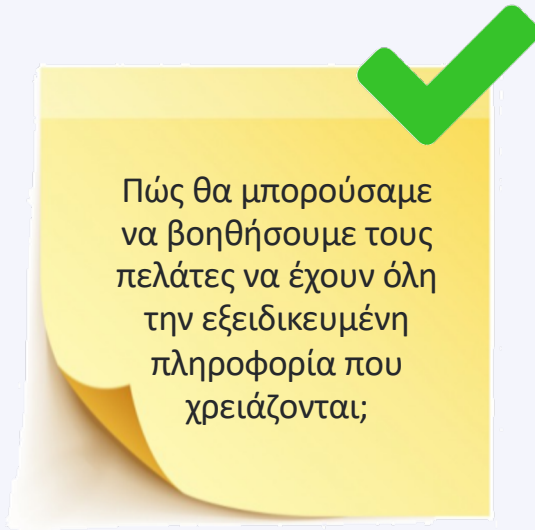 Πώς θα μπορούσαμε
να βοηθήσουμε τους
πελάτες να έχουν όλη
την εξειδικευμένη
πληροφορία που
χρειάζονται;